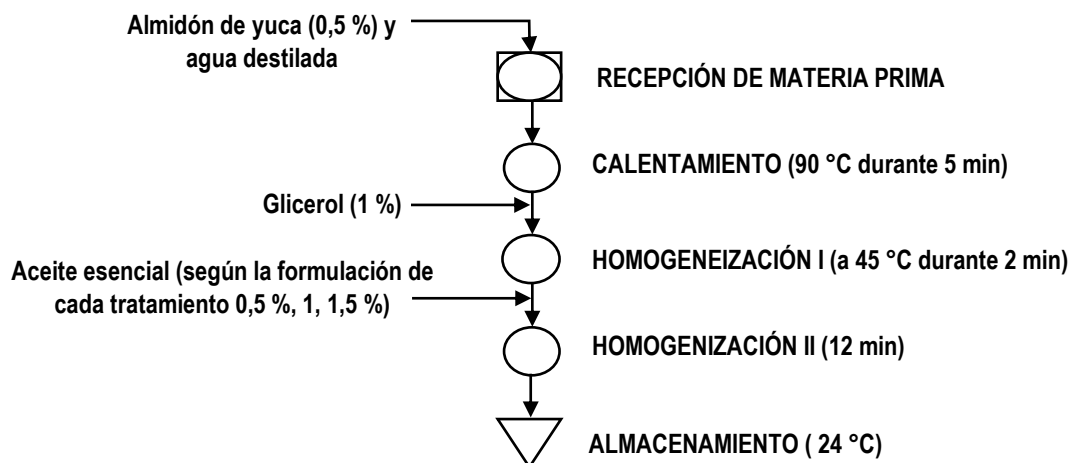 Almidón de yuca (0,5 %) y
agua destilada
RECEPCIÓN DE MATERIA PRIMA
CALENTAMIENTO (90 °C durante 5 min)
Glicerol (1 %)
HOMOGENEIZACIÓN I (a 45 °C durante 2 min)
Aceite esencial (según la formulación de
cada tratamiento 0,5 %, 1, 1,5 %)
HOMOGENIZACIÓN II (12 min)
ALMACENAMIENTO ( 24 °C)